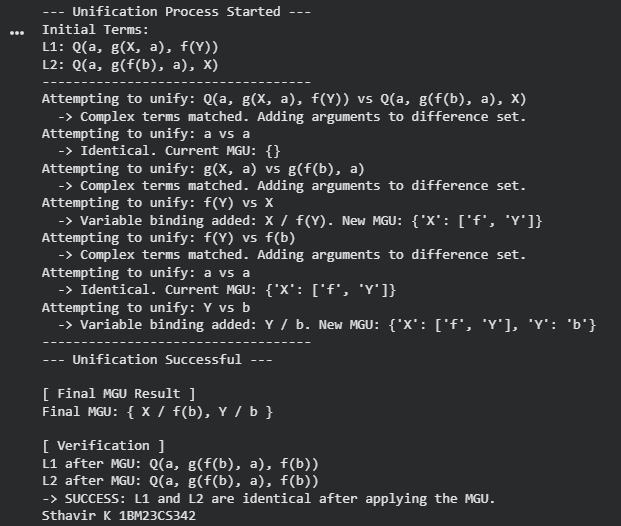 --- Unification Process Started ---
Initial Terms:
L1: Q(a, g(X, a), f(Y))
L2: Q(a, g(f(b), a), X)
-----------------------------------
Attempting to unify: Q(a, g(X, a), f(Y)) vs Q(a, g(f(b), a), X)
  -> Complex terms matched. Adding arguments to difference set.
Attempting to unify: a vs a
  -> Identical. Current MGU: {}
Attempting to unify: g(X, a) vs g(f(b), a)
  -> Complex terms matched. Adding arguments to difference set.
Attempting to unify: f(Y) vs X
  -> Variable binding added: X / f(Y). New MGU: {'X': ['f', 'Y']}
Attempting to unify: f(Y) vs f(b)
  -> Complex terms matched. Adding arguments to difference set.
Attempting to unify: a vs a
  -> Identical. Current MGU: {'X': ['f', 'Y']}
Attempting to unify: Y vs b
  -> Variable binding added: Y / b. New MGU: {'X': ['f', 'Y'], 'Y': 'b'}
-----------------------------------
--- Unification Successful ---

[ Final MGU Result ]
Final MGU: { X / f(b), Y / b }

[ Verification ]
L1 after MGU: Q(a, g(f(b), a), f(b))
L2 after MGU: Q(a, g(f(b), a), f(b))
-> SUCCESS: L1 and L2 are identical after applying the MGU.
Sthavir K 1BM23CS342